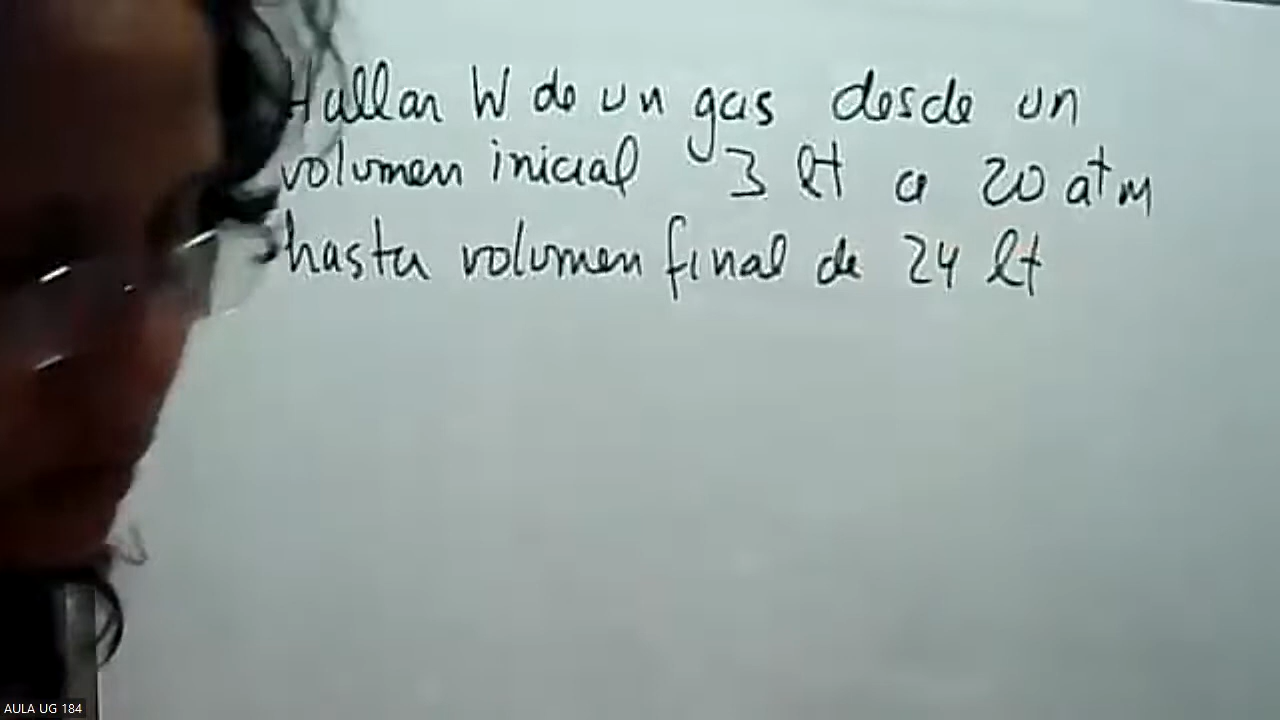 Hallar W de un gas desde un
volumen inicial 3 lt a 20 atm
hasta volumen final de 24 lt
AULA UG 184